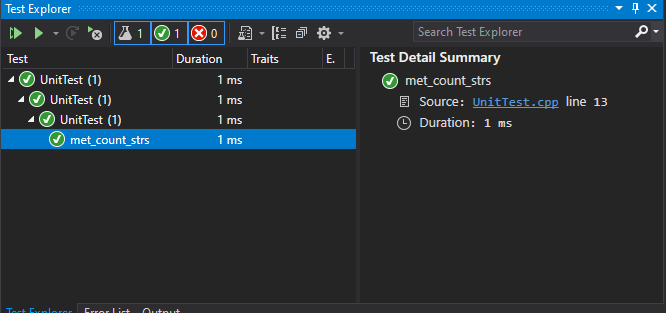 Test Explorer
1 1 0
Search Test Explorer
Test Duration Traits E.
UnitTest (1) 1 ms
UnitTest (1) 1 ms
UnitTest (1) 1 ms
met_count_strs 1 ms
Test Detail Summary
met_count_strs
Source: UnitTest.cpp line 13
Duration: 1 ms
Test Explorer Error List Output